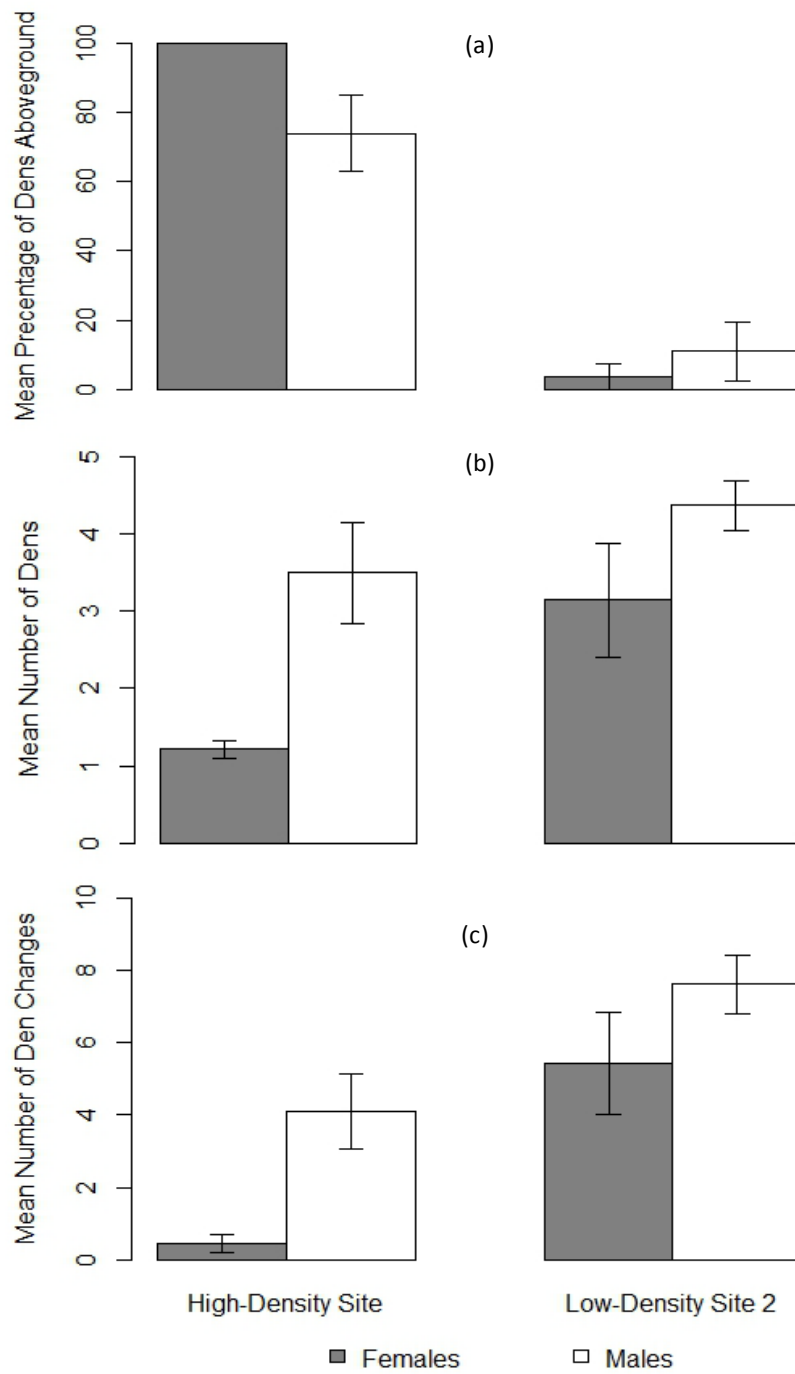 (a)
Mean Precentage of Dens Aboveground
100
80
60
40
20
0
(b)
Mean Number of Dens
5
4
3
2
1
0
(c)
Mean Number of Den Changes
10
8
6
4
2
0
High-Density Site
Low-Density Site 2
Females
Males